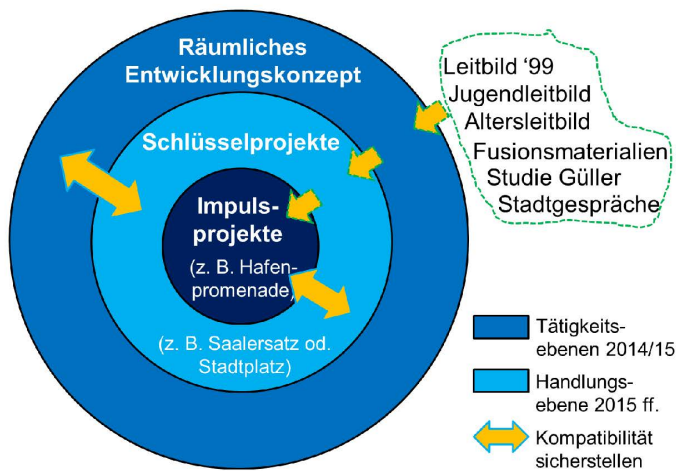 Räumliches
Entwicklungskonzept
Schlüsselprojekte
Impuls-
projekte
(z. B. Hafen-
promenade)
(z. B. Saalersatz od.
Stadtplatz)
Leitbild ‘99
Jugendleitbild
Altersleitbild
Fusionsmaterialien
Studie Güller
Stadtgespräche
Tätigkeits-
ebenen 2014/15
Handlungs-
ebene 2015 ff.
Kompatibilität
sicherstellen